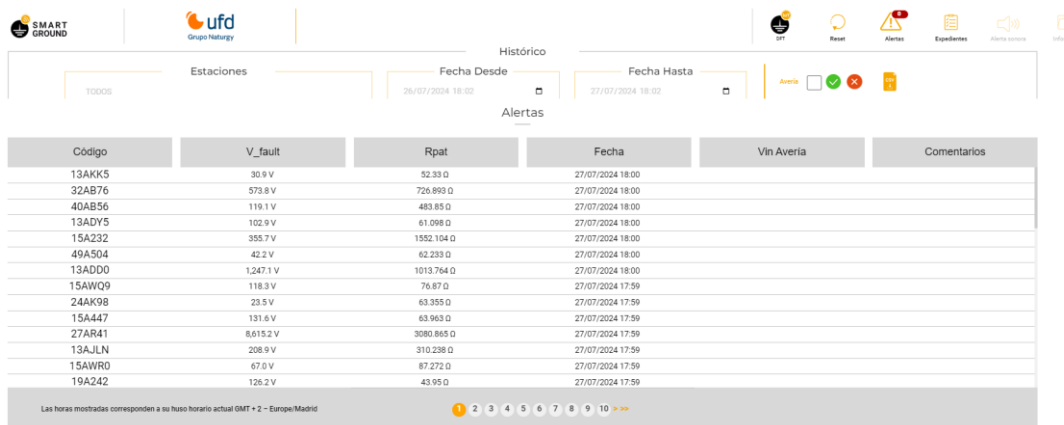 SMART
GROUND
ufd
Grupo Naturgy
DFT
Reset
Alertas
Expedientes
Alerta sonora
Histórico
Estaciones
Fecha Desde
Fecha Hasta
TODOS
26/07/2024 18:02
27/07/2024 18:02
Avería
Alertas
Código V_fault Rpat Fecha Vin Avería Comentarios
13AKK5 30.9 V 52.33 Ω 27/07/2024 18:00
32AB76 573.8 V 726.893 Ω 27/07/2024 18:00
40AB56 119.1 V 483.85 Ω 27/07/2024 18:00
13ADY5 102.9 V 61.098 Ω 27/07/2024 18:00
15A232 355.7 V 1552.104 Ω 27/07/2024 18:00
49A504 42.2 V 62.233 Ω 27/07/2024 18:00
13ADD0 1,247.1 V 1013.764 Ω 27/07/2024 18:00
15AWQ9 118.3 V 76.87 Ω 27/07/2024 17:59
24AK98 23.5 V 63.355 Ω 27/07/2024 17:59
15A447 131.6 V 63.963 Ω 27/07/2024 17:59
27AR41 8,615.2 V 3080.865 Ω 27/07/2024 17:59
13AJLN 208.9 V 310.238 Ω 27/07/2024 17:59
15AWR0 67.0 V 87.272 Ω 27/07/2024 17:59
19A242 126.2 V 43.95 Ω 27/07/2024 17:59
Las horas mostradas corresponden a su huso horario actual GMT + 2 – Europe/Madrid
1 2 3 4 5 6 7 8 9 10 > >>